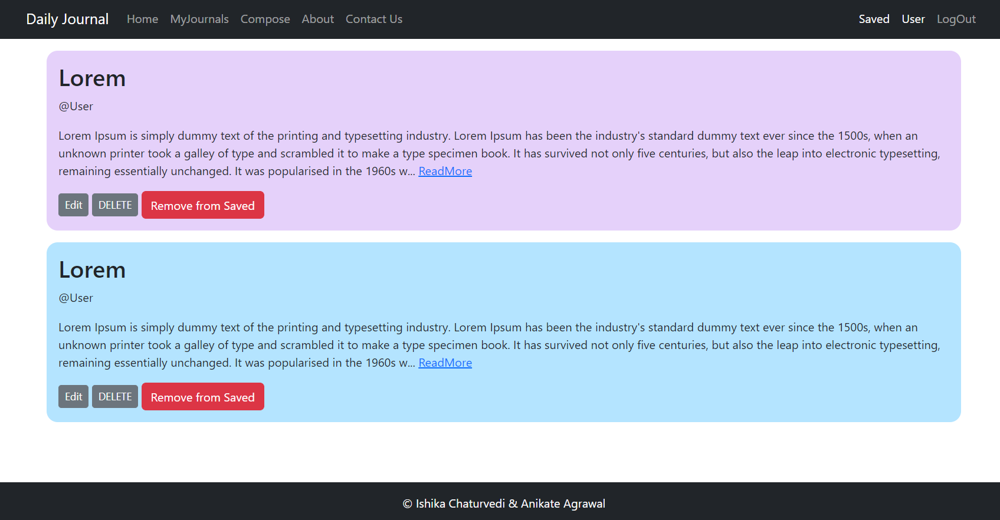 Daily Journal Home MyJournals Compose About Contact Us Saved User LogOut
Lorem
@User
Lorem Ipsum is simply dummy text of the printing and typesetting industry. Lorem Ipsum has been the industry's standard dummy text ever since the 1500s, when an
unknown printer took a galley of type and scrambled it to make a type specimen book. It has survived not only five centuries, but also the leap into electronic typesetting,
remaining essentially unchanged. It was popularised in the 1960s w... ReadMore
Edit DELETE Remove from Saved
Lorem
@User
Lorem Ipsum is simply dummy text of the printing and typesetting industry. Lorem Ipsum has been the industry's standard dummy text ever since the 1500s, when an
unknown printer took a galley of type and scrambled it to make a type specimen book. It has survived not only five centuries, but also the leap into electronic typesetting,
remaining essentially unchanged. It was popularised in the 1960s w... ReadMore
Edit DELETE Remove from Saved
© Ishika Chaturvedi & Anikate Agrawal